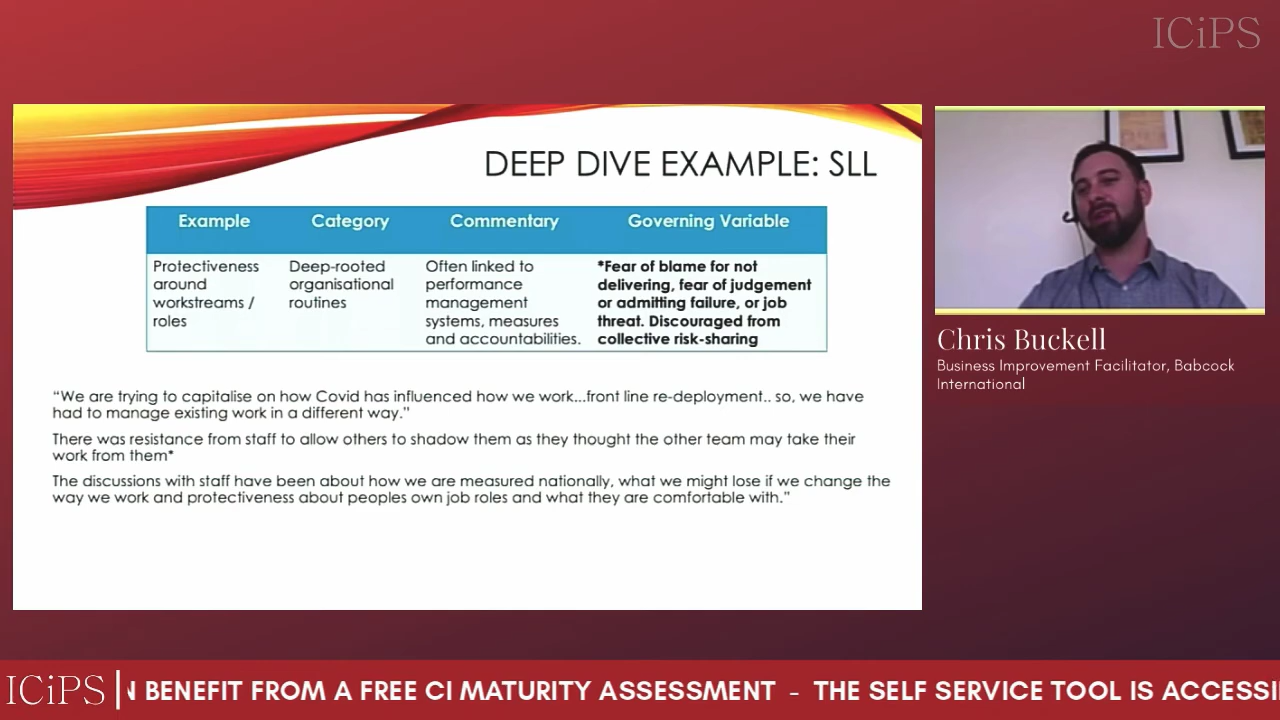 ICiPS
DEEP DIVE EXAMPLE: SLL
Example
Category
Commentary
Governing Variable
Protectiveness
around
workstreams /
roles
Deep-rooted
organisational
routines
Often linked to
performance
management
systems, measures
and accountabilities.
*Fear of blame for not
delivering, fear of judgement
or admitting failure, or job
threat. Discouraged from
collective risk-sharing
“We are trying to capitalise on how Covid has influenced how we work...front line re-deployment.. so, we have
had to manage existing work in a different way.”
There was resistance from staff to allow others to shadow them as they thought the other team may take their
work from them*
The discussions with staff have been about how we are measured nationally, what we might lose if we change the
way we work and protectiveness about peoples own job roles and what they are comfortable with.”
Chris Buckell
Business Improvement Facilitator, Babcock
International
ICiPS
BENEFIT FROM A FREE CI MATURITY ASSESSMENT - THE SELF SERVICE TOOL IS